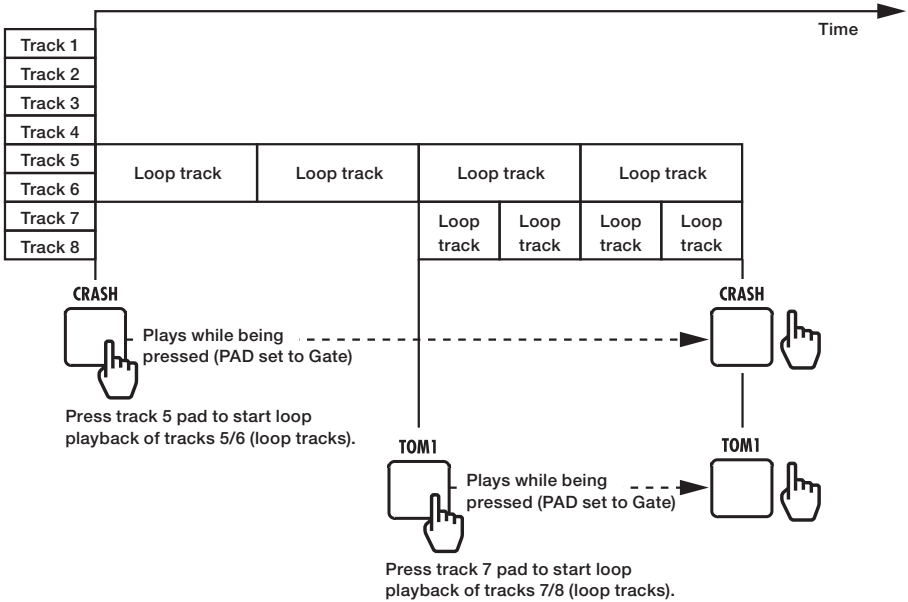 Time
Track 1
Track 2
Track 3
Track 4
Track 5
Track 6
Track 7
Track 8
Loop track
Loop track
Loop track
Loop track
Loop
track
Loop
track
Loop
track
Loop
track
CRASH
Plays while being
pressed (PAD set to Gate)
CRASH
Press track 5 pad to start loop
playback of tracks 5/6 (loop tracks).
TOM1
Plays while being
pressed (PAD set to Gate)
TOM1
Press track 7 pad to start loop
playback of tracks 7/8 (loop tracks).